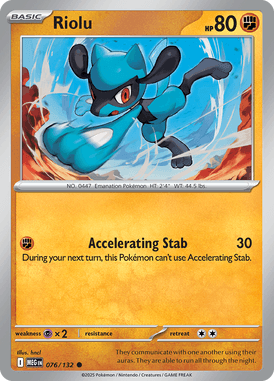 BASIC
Riolu
HP 80
NO. 0447 Emanation Pokémon HT: 2'4" WT: 44.5 lbs.
Accelerating Stab 30
During your next turn, this Pokémon can't use Accelerating Stab.
weakness ×2 resistance retreat
Illus. hncl
MEG EN 076/132
They communicate with one another using their auras. They are able to run all through the night.
©2025 Pokémon / Nintendo / Creatures / GAME FREAK